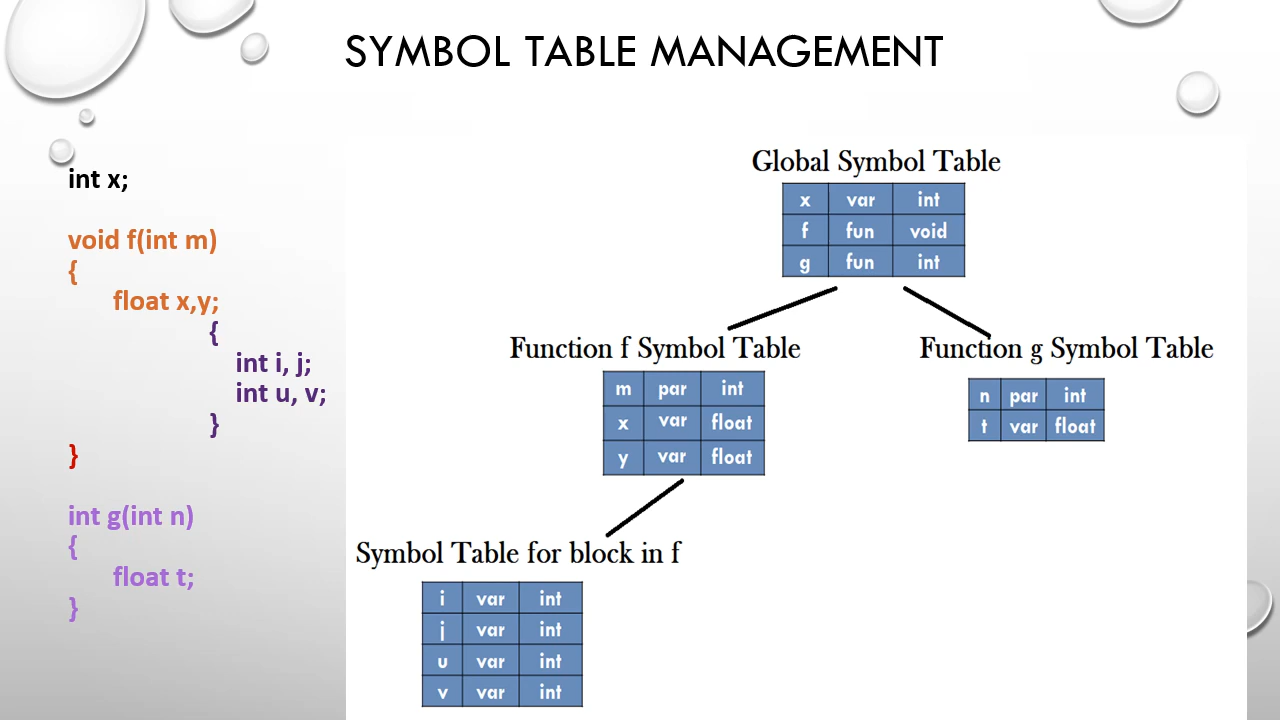 SYMBOL TABLE MANAGEMENT
int x;
void f(int m)
{
float x,y;
{
int i, j;
int u, v;
}
}
int g(int n)
{
float t;
}
Global Symbol Table
x var int
f fun void
g fun int
Function f Symbol Table
m par int
x var float
y var float
Function g Symbol Table
n par int
t var float
Symbol Table for block in f
i var int
j var int
u var int
v var int